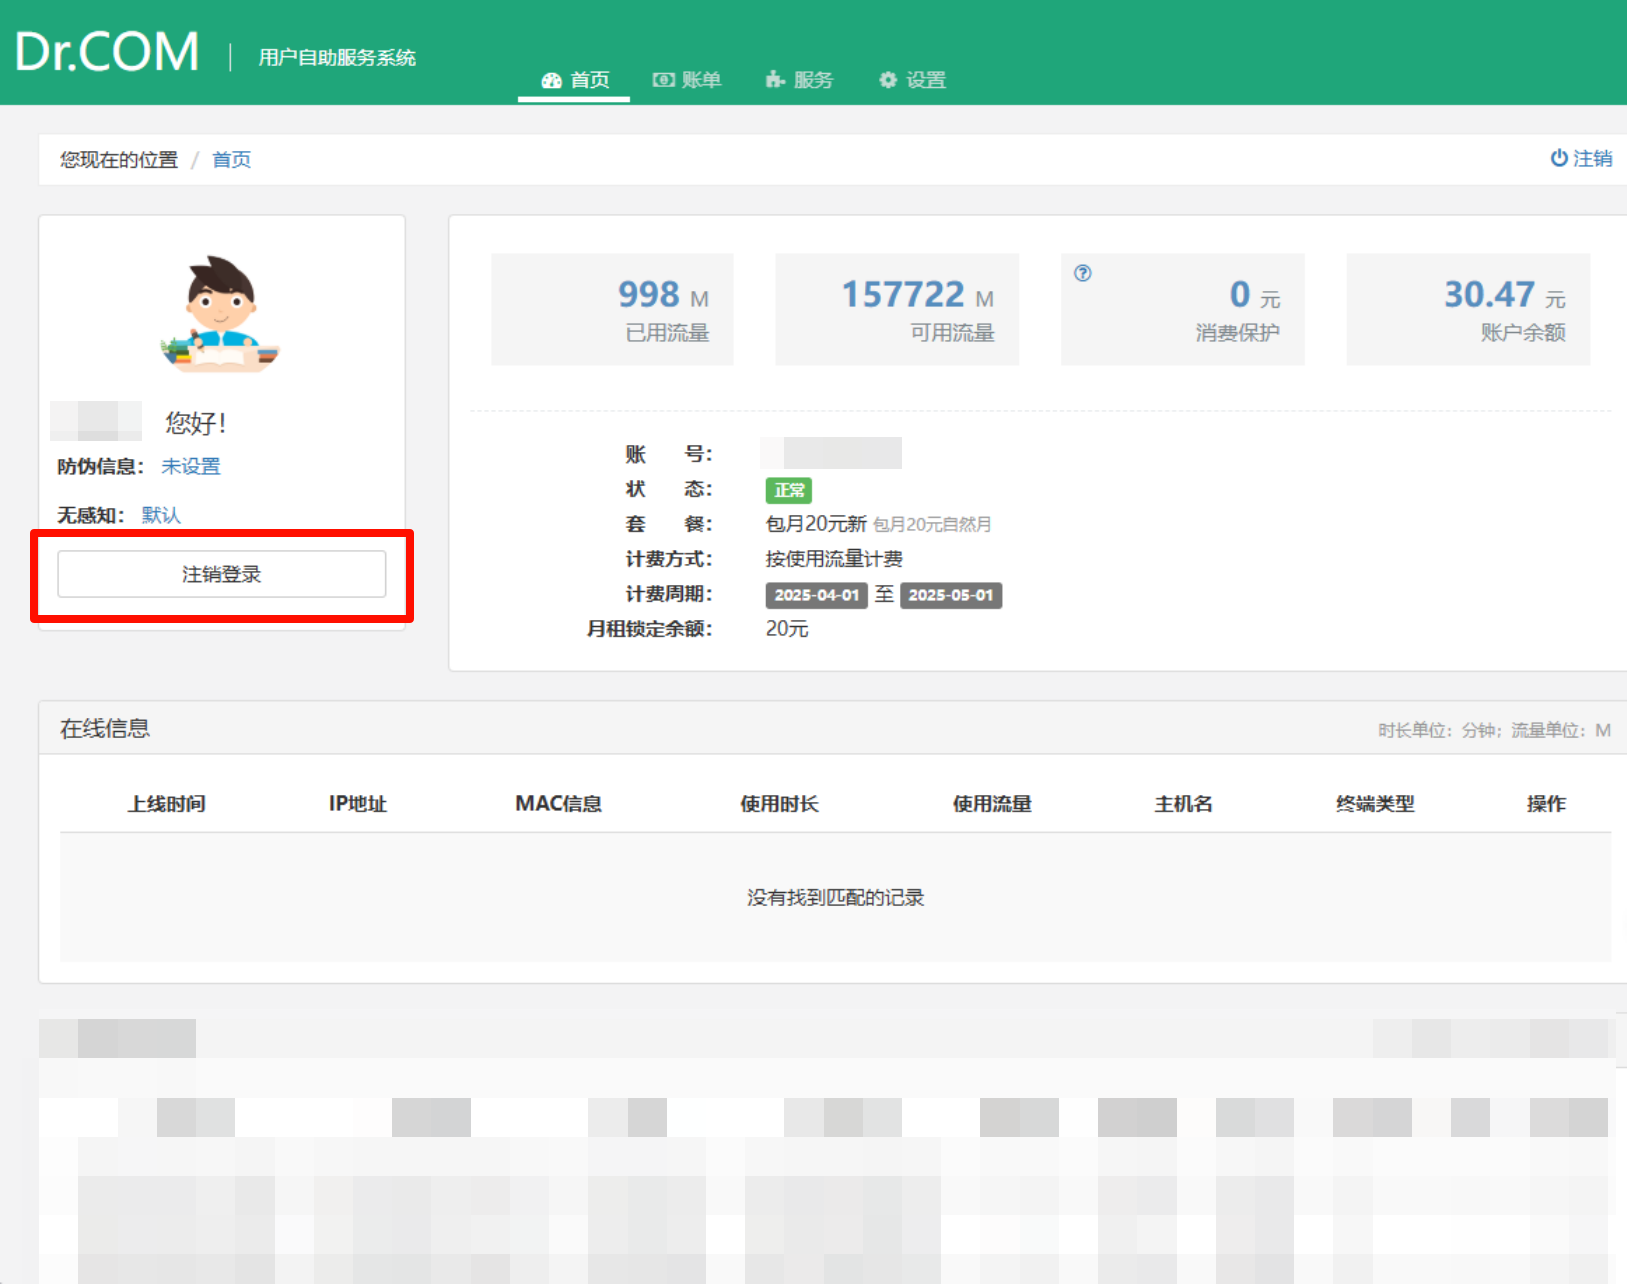 Dr.COM | 用户自助服务系统
首页 账单 服务 设置
您现在的位置 / 首页
注销
998 M
已用流量
157722 M
可用流量
0 元
消费保护
30.47 元
账户余额
您好！
防伪信息： 未设置
无感知： 默认
注销登录
账 号：
状 态： 正常
套 餐： 包月20元新 包月20元自然月
计费方式： 按使用流量计费
计费周期： 2025-04-01 至 2025-05-01
月租锁定余额： 20元
在线信息
时长单位：分钟；流量单位：M
上线时间 IP地址 MAC信息 使用时长 使用流量 主机名 终端类型 操作
没有找到匹配的记录